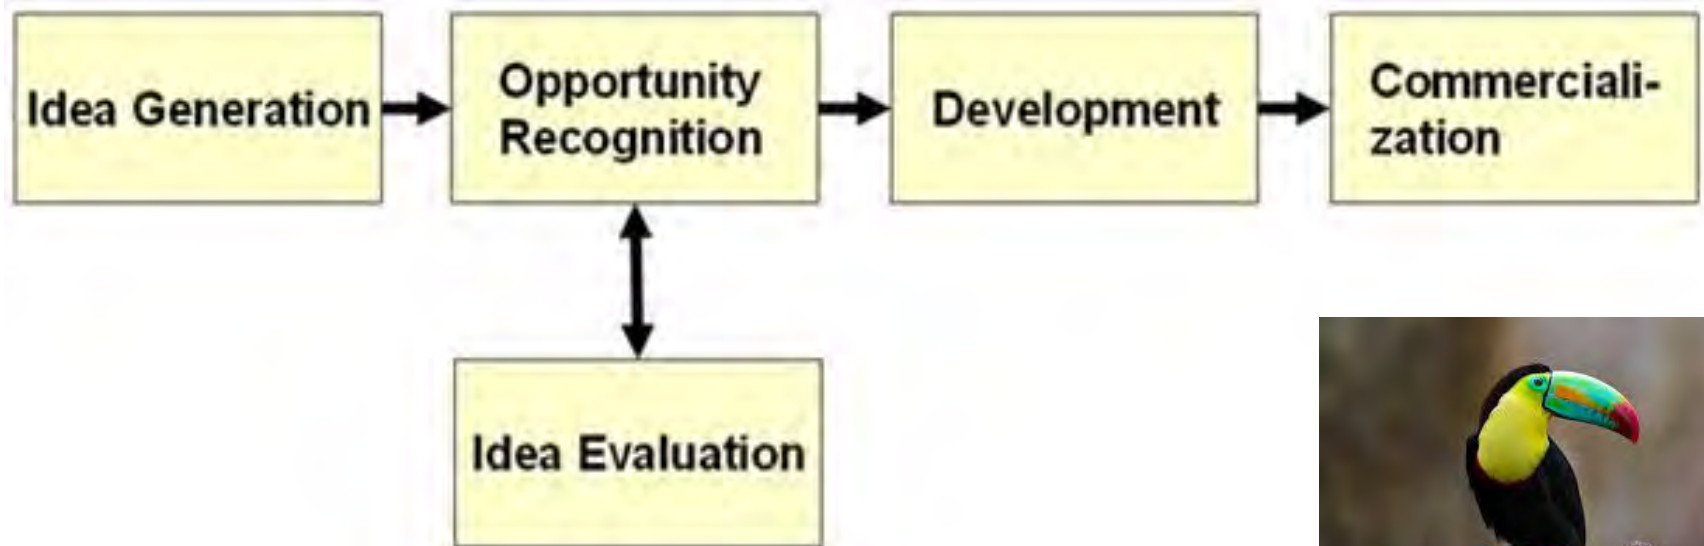 Idea Generation
Opportunity
Recognition
Development
Commerciali-
zation
Idea Evaluation